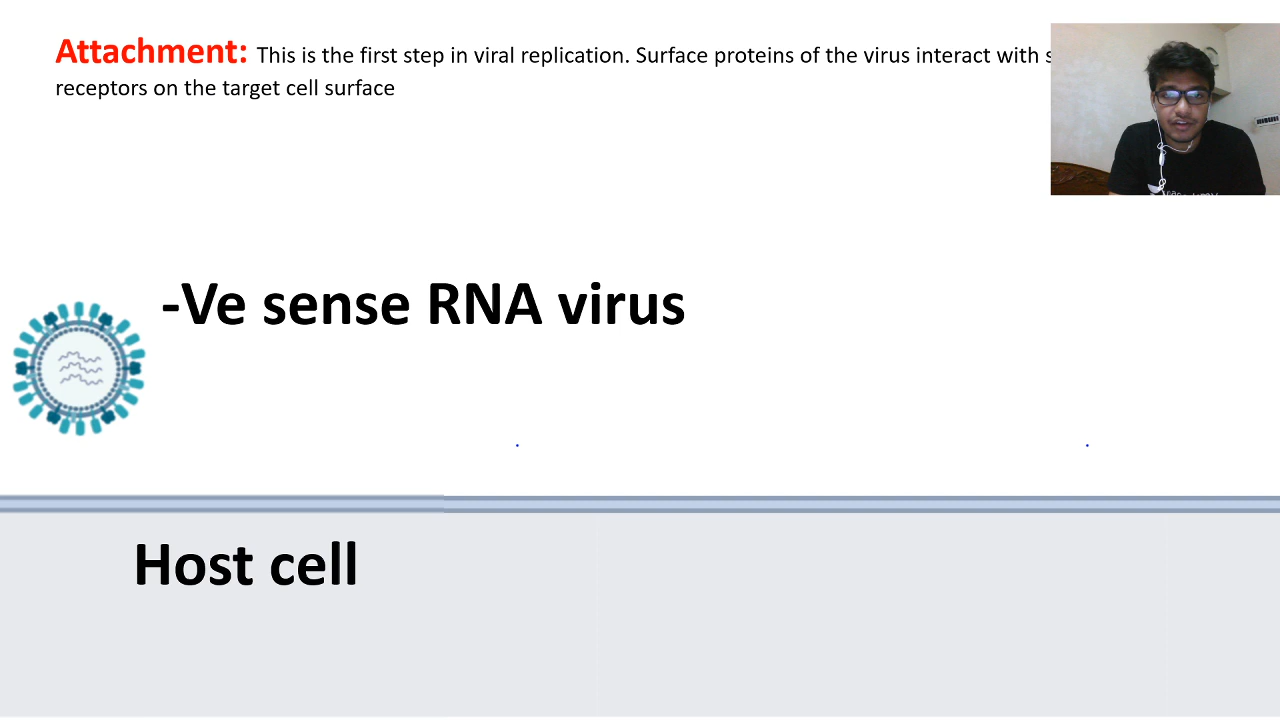 Attachment: This is the first step in viral replication. Surface proteins of the virus interact with
receptors on the target cell surface
-Ve sense RNA virus
Host cell